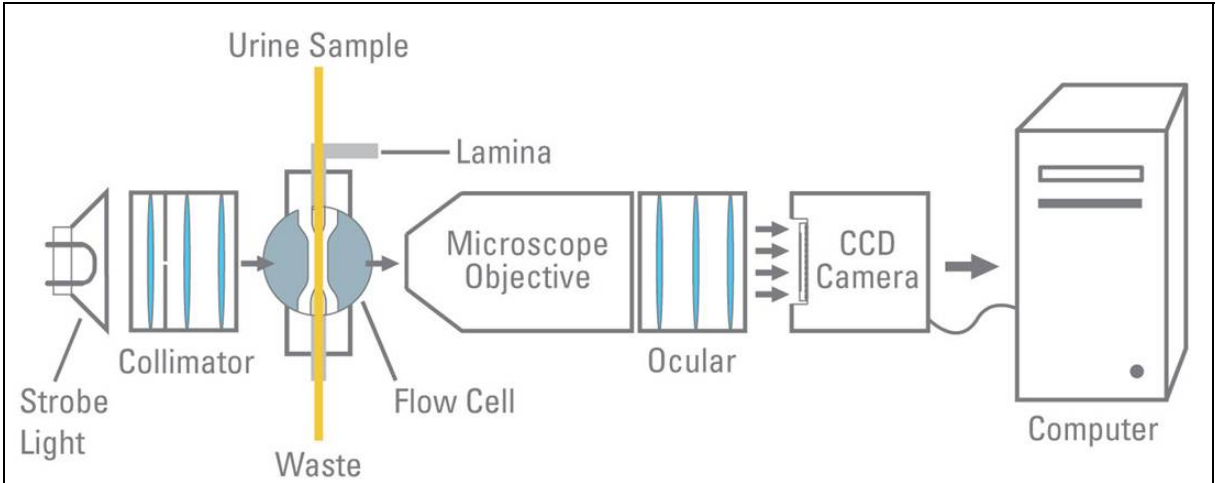 Urine Sample
Lamina
Microscope
Objective
CCD
Camera
Collimator
Ocular
Strobe
Light
Flow Cell
Waste
Computer